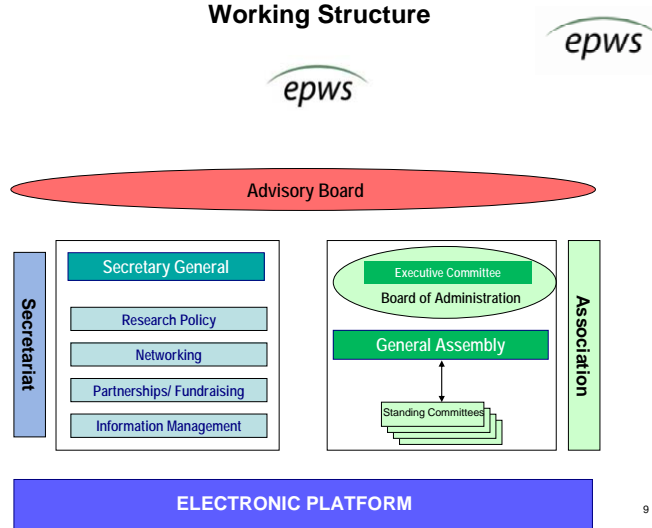 Working Structure
epws
epws
Advisory Board
Secretariat
Secretary General
Research Policy
Networking
Partnerships/ Fundraising
Information Management
Executive Committee
Board of Administration
General Assembly
Standing Committees
Association
ELECTRONIC PLATFORM
9